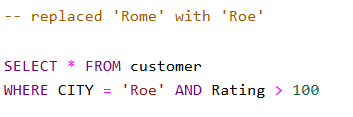 -- replaced 'Rome' with 'Roe'
SELECT * FROM customer
WHERE CITY = 'Roe' AND Rating > 100